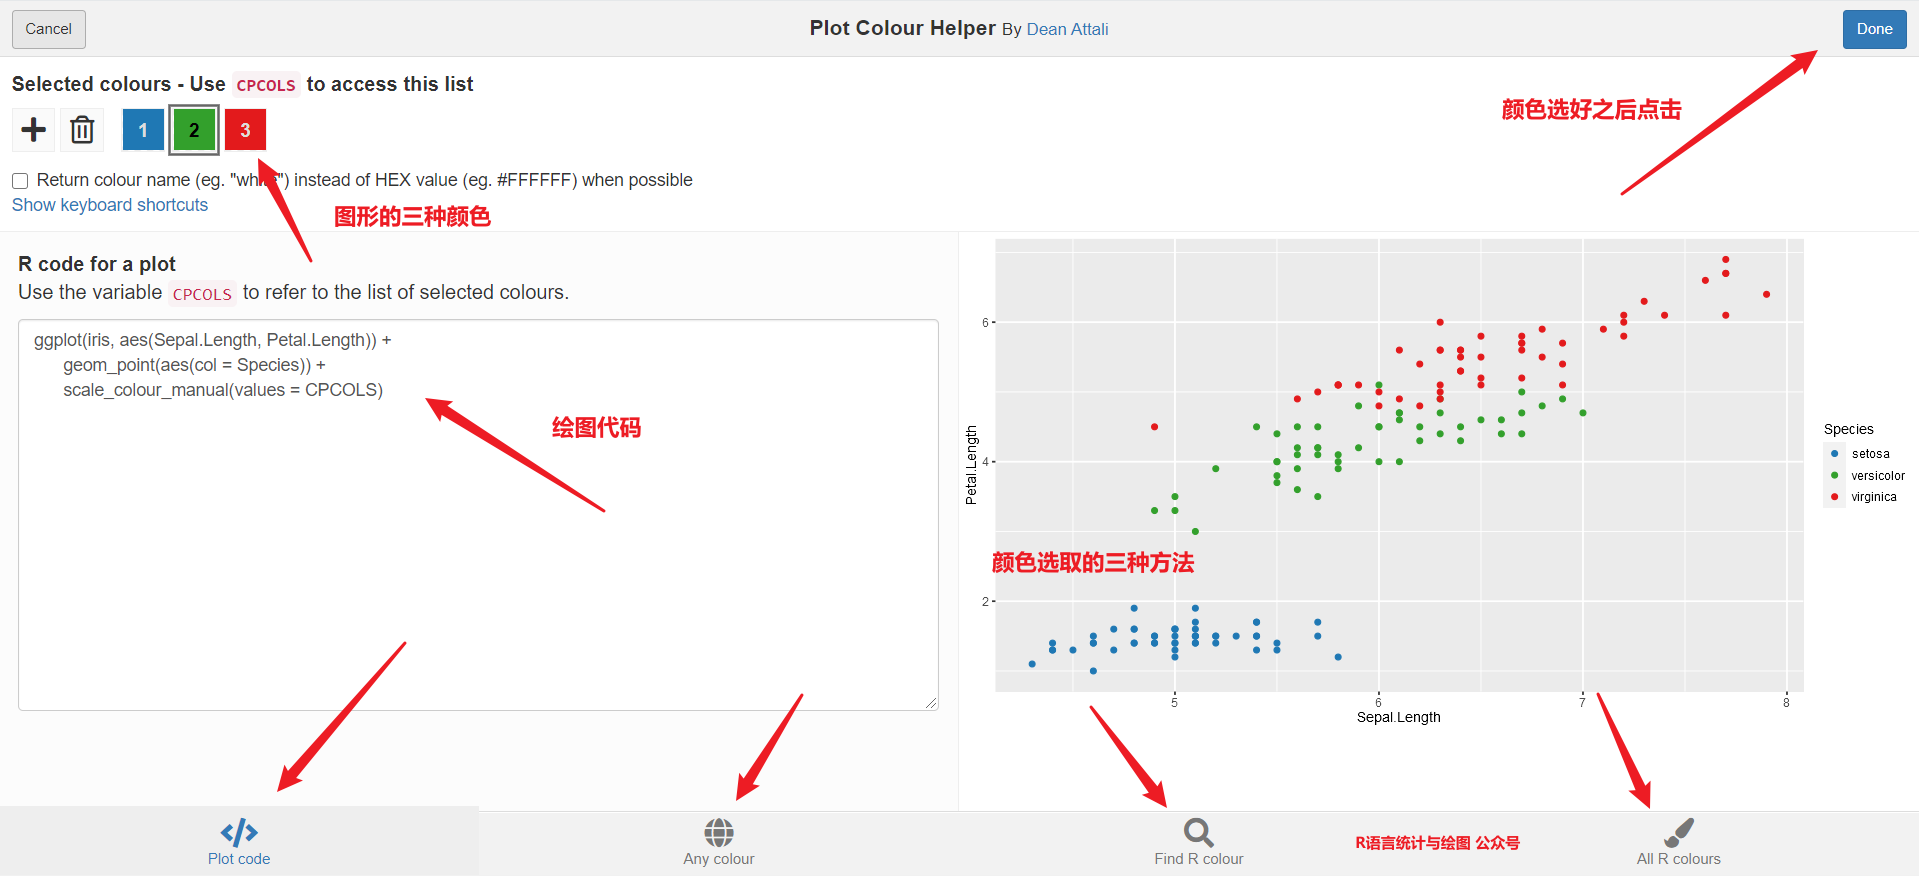 Cancel
Plot Colour Helper By Dean Attali
Done
Selected colours - Use CPCOLS to access this list
1 2 3
颜色选好之后点击
Return colour name (eg. "white") instead of HEX value (eg. #FFFFFF) when possible
Show keyboard shortcuts
图形的三种颜色
R code for a plot
Use the variable CPCOLS to refer to the list of selected colours.
ggplot(iris, aes(Sepal.Length, Petal.Length)) +
geom_point(aes(col = Species)) +
scale_colour_manual(values = CPCOLS)
绘图代码
6
4
2
Petal.Length
5 6 7 8
Sepal.Length
Species
setosa
versicolor
virginica
颜色选取的三种方法
Plot code
Any colour
Find R colour
R语言统计与绘图 公众号
All R colours